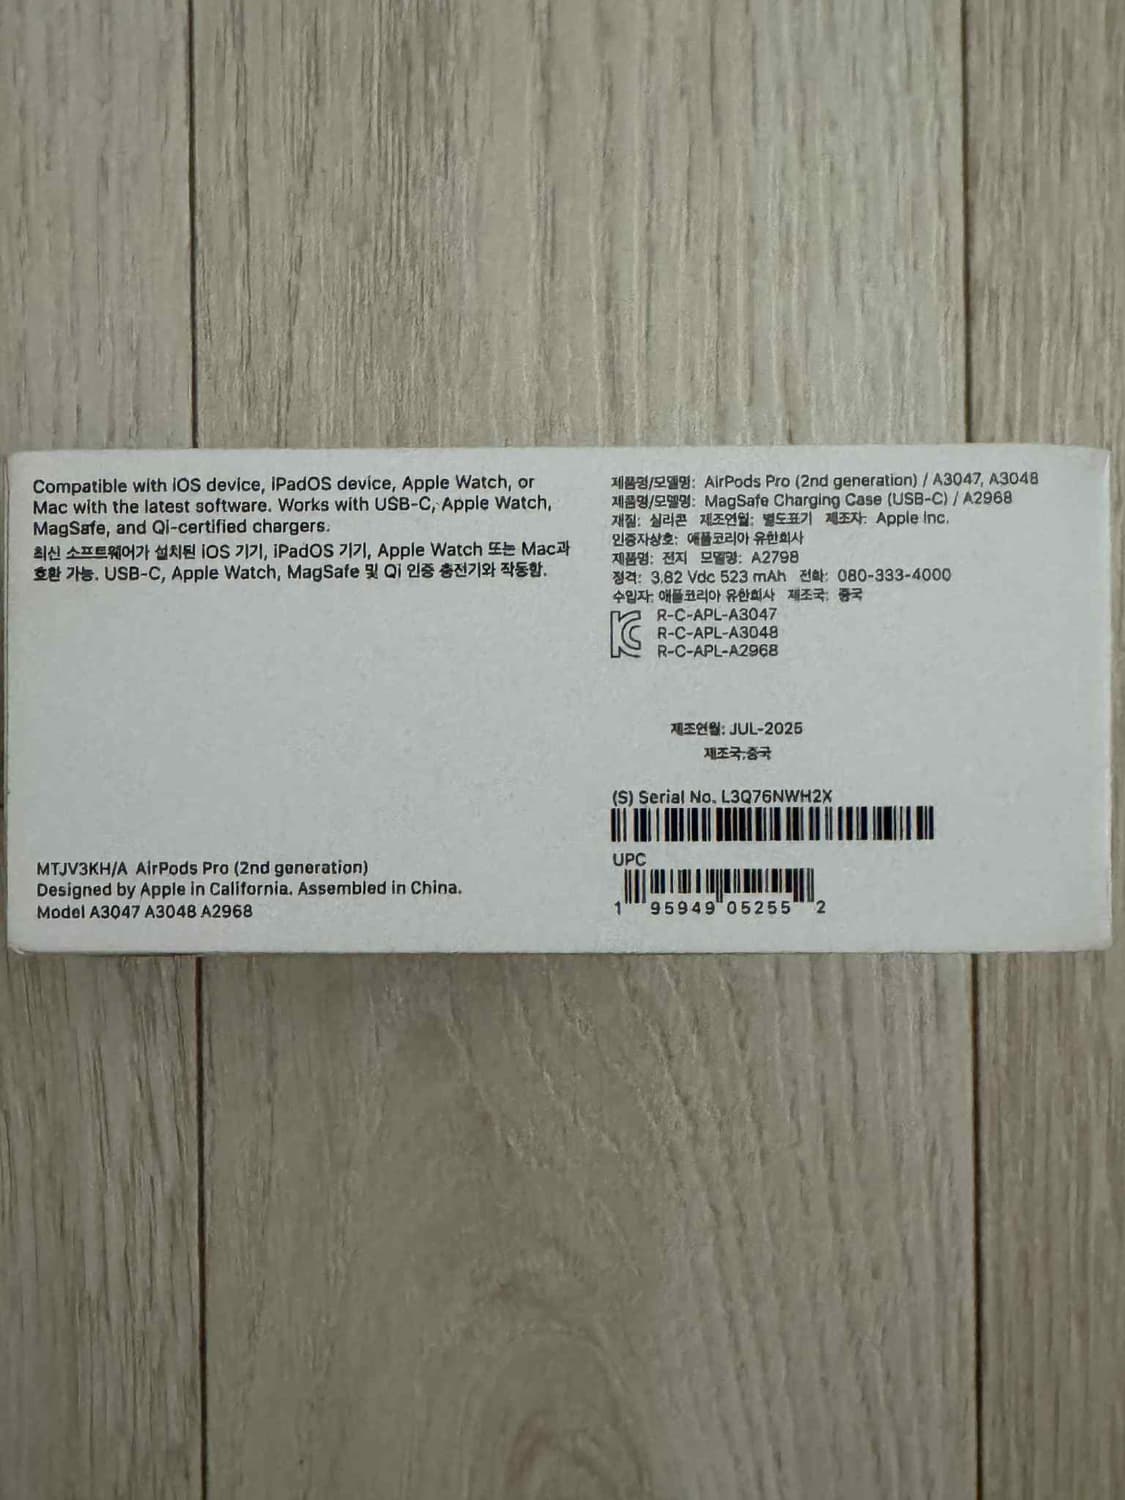 Compatible with iOS device, iPadOS device, Apple Watch, or
Mac with the latest software. Works with USB-C, Apple Watch,
MagSafe, and Qi-certified chargers.
최신 소프트웨어가 설치된 iOS 기기, iPadOS 기기, Apple Watch 또는 Mac과
호환 가능. USB-C, Apple Watch, MagSafe 및 Qi 인증 충전기와 작동함.
MTJV3KH/A AirPods Pro (2nd generation)
Designed by Apple in California. Assembled in China.
Model A3047 A3048 A2968
제품명/모델명: AirPods Pro (2nd generation) / A3047, A3048
제품명/모델명: MagSafe Charging Case (USB-C) / A2968
재질: 실리콘 제조연월: 별도표기 제조자: Apple Inc.
인증자상호: 애플코리아 유한회사
제품명: 전지 모델명: A2798
정격: 3.82 Vdc 523 mAh 전화: 080-333-4000
수입자: 애플코리아 유한회사 제조국: 중국
R-C-APL-A3047
R-C-APL-A3048
R-C-APL-A2968
제조연월: JUL-2025
제조국:중국
(S) Serial No. L3Q76NWH2X
UPC
1 95949 05255 2